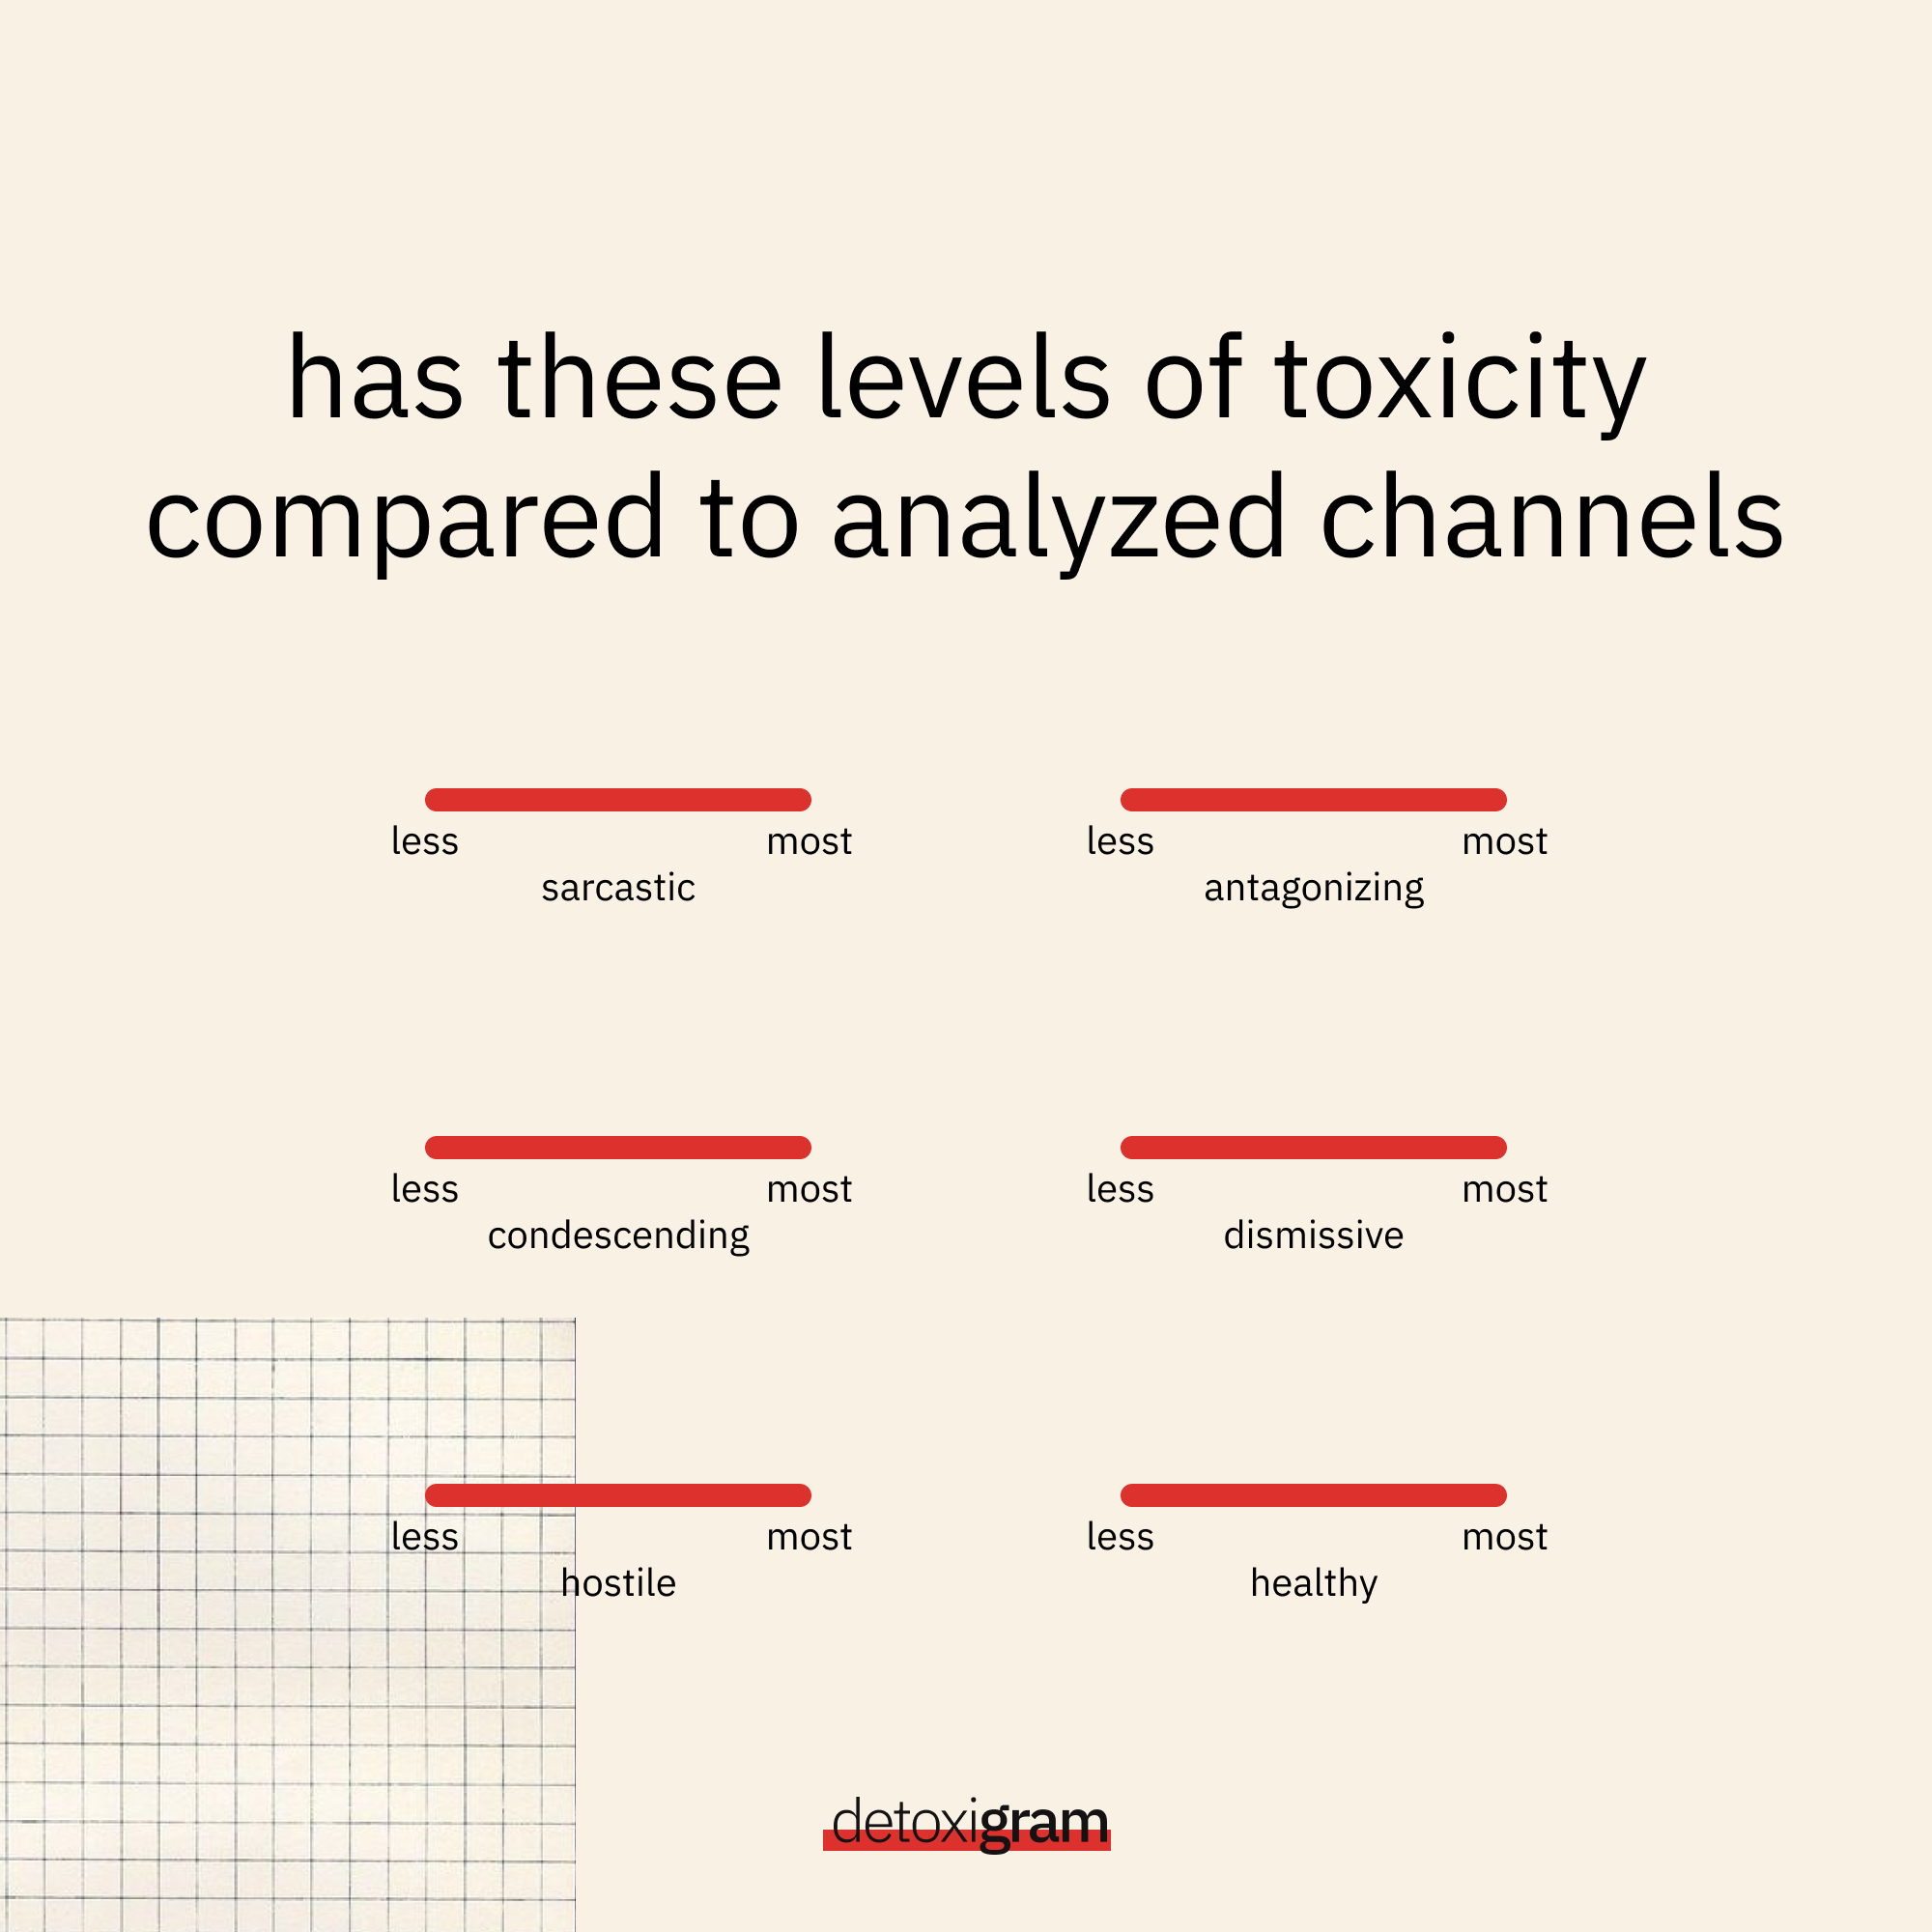 has these levels of toxicity
compared to analyzed channels
less most
sarcastic
less most
antagonizing
less most
condescending
less most
dismissive
less most
hostile
less most
healthy
detoxigram